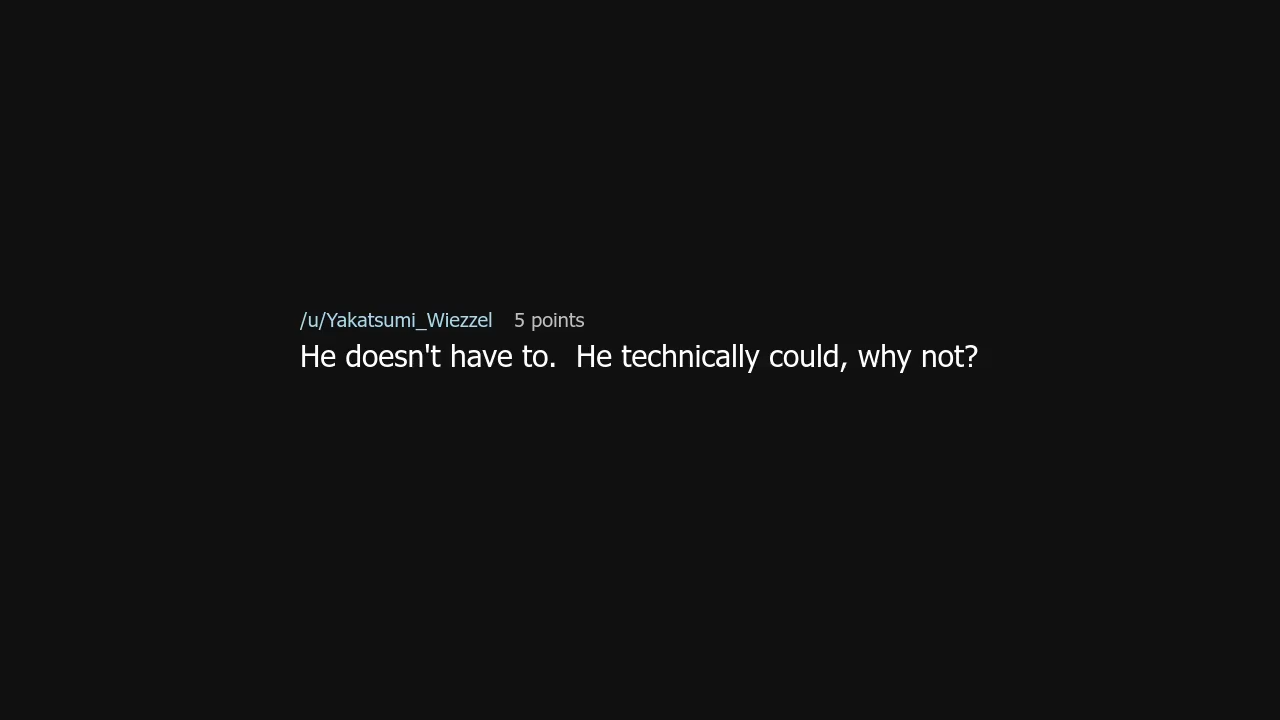 /u/Yakatsumi_Wiezzel 5 points
He doesn't have to.  He technically could, why not?